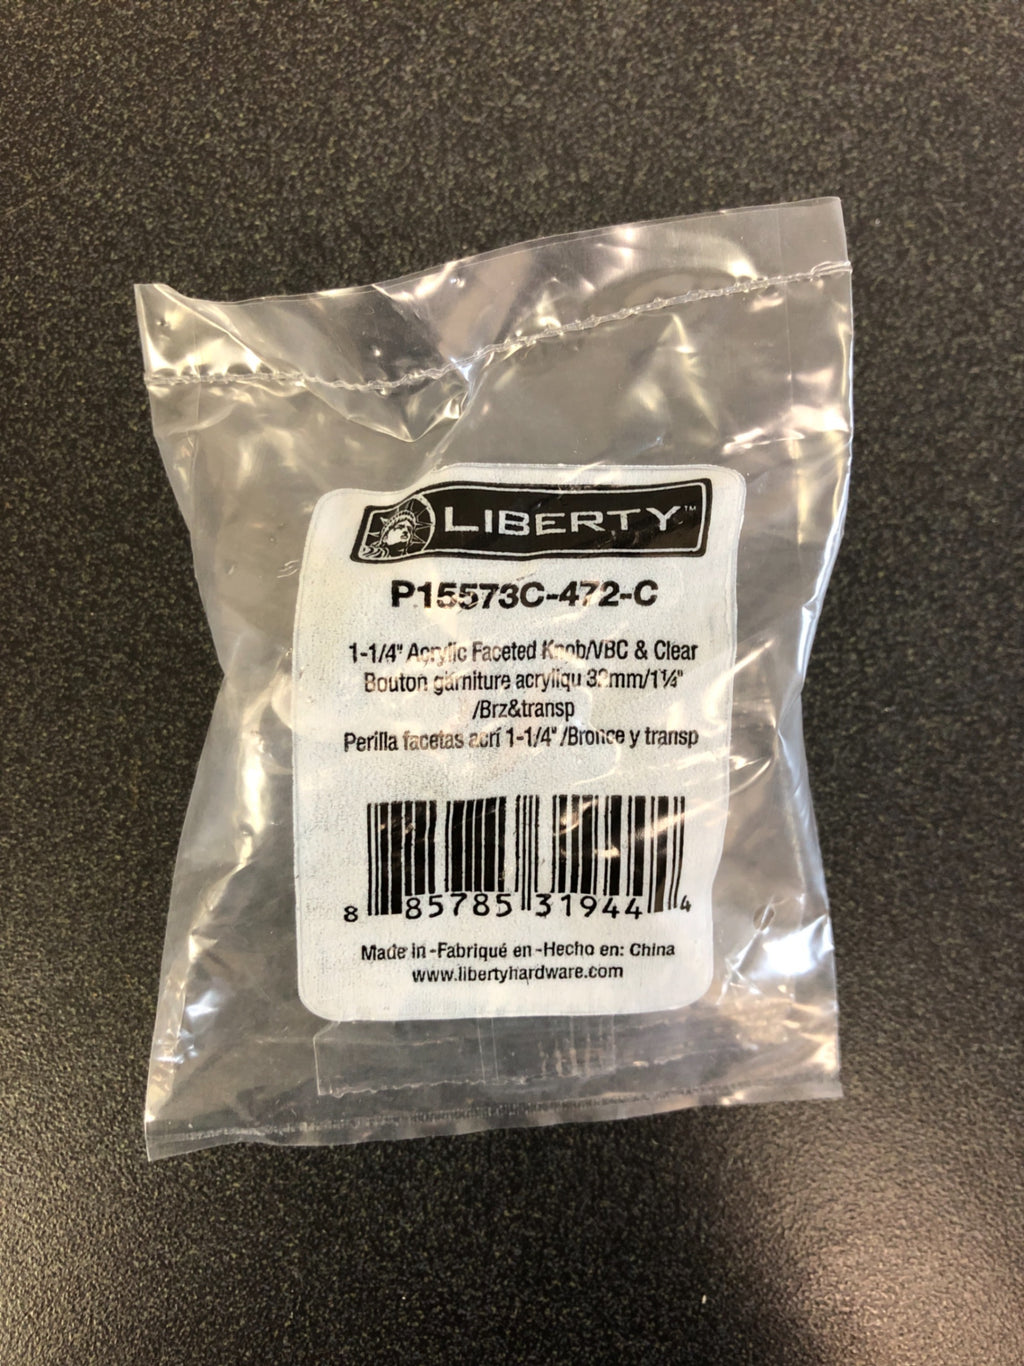 LIBERTY™
P15573C-472-C
1-1/4" Acrylic Faceted Knob/VBC & Clear
Bouton garniture acryliqu 32mm/1¼"
/Brz&transp
Perilla facetas acrí 1-1/4" /Bronce y transp
8 85785 31944 4
Made in -Fabriqué en -Hecho en: China
www.libertyhardware.com